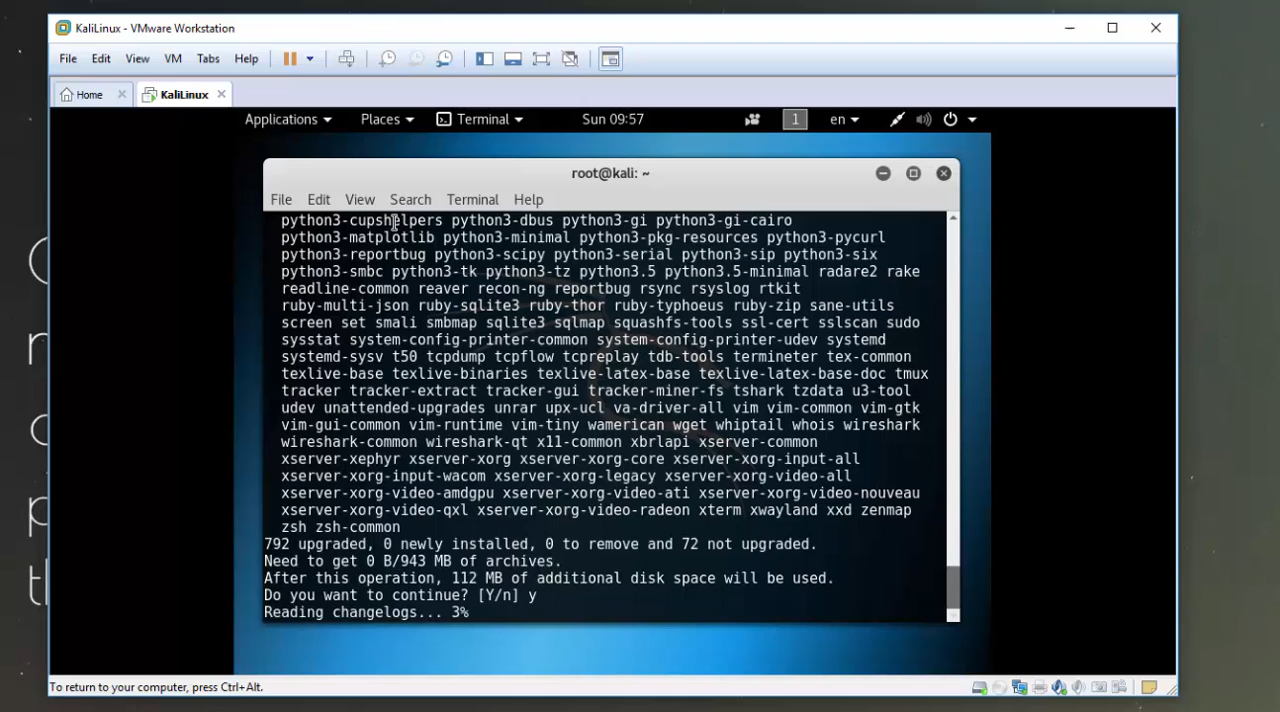 KaliLinux - VMware Workstation
File Edit View VM Tabs Help
Home KaliLinux
Applications Places Terminal Sun 09:57 1 en
root@kali: ~
File Edit View Search Terminal Help
python3-cupshelpers python3-dbus python3-gi python3-gi-cairo
python3-matplotlib python3-minimal python3-pkg-resources python3-pycurl
python3-reportbug python3-scipy python3-serial python3-sip python3-six
python3-smbc python3-tk python3-tz python3.5 python3.5-minimal radare2 rake
readline-common reaver recon-ng reportbug rsync rsyslog rtkit
ruby-multi-json ruby-sqlite3 ruby-thor ruby-typhoeus ruby-zip sane-utils
screen set smali smbmap sqlite3 sqlmap squashfs-tools ssl-cert sslscan sudo
sysstat system-config-printer-common system-config-printer-udev systemd
systemd-sysv t50 tcpdump tcpflow tcpreplay tdb-tools termineter tex-common
texlive-base texlive-binaries texlive-latex-base texlive-latex-base-doc tmux
tracker tracker-extract tracker-gui tracker-miner-fs tshark tzdata u3-tool
udev unattended-upgrades unrar upx-ucl va-driver-all vim vim-common vim-gtk
vim-gui-common vim-runtime vim-tiny wamerican wget whiptail whois wireshark
wireshark-common wireshark-qt x11-common xbrlapi xserver-common
xserver-xephyr xserver-xorg xserver-xorg-core xserver-xorg-input-all
xserver-xorg-input-wacom xserver-xorg-legacy xserver-xorg-video-all
xserver-xorg-video-amdgpu xserver-xorg-video-ati xserver-xorg-video-nouveau
xserver-xorg-video-qxl xserver-xorg-video-radeon xterm xwayland xxd zenmap
zsh zsh-common
792 upgraded, 0 newly installed, 0 to remove and 72 not upgraded.
Need to get 0 B/943 MB of archives.
After this operation, 112 MB of additional disk space will be used.
Do you want to continue? [Y/n] y
Reading changelogs... 3%
To return to your computer, press Ctrl+Alt.